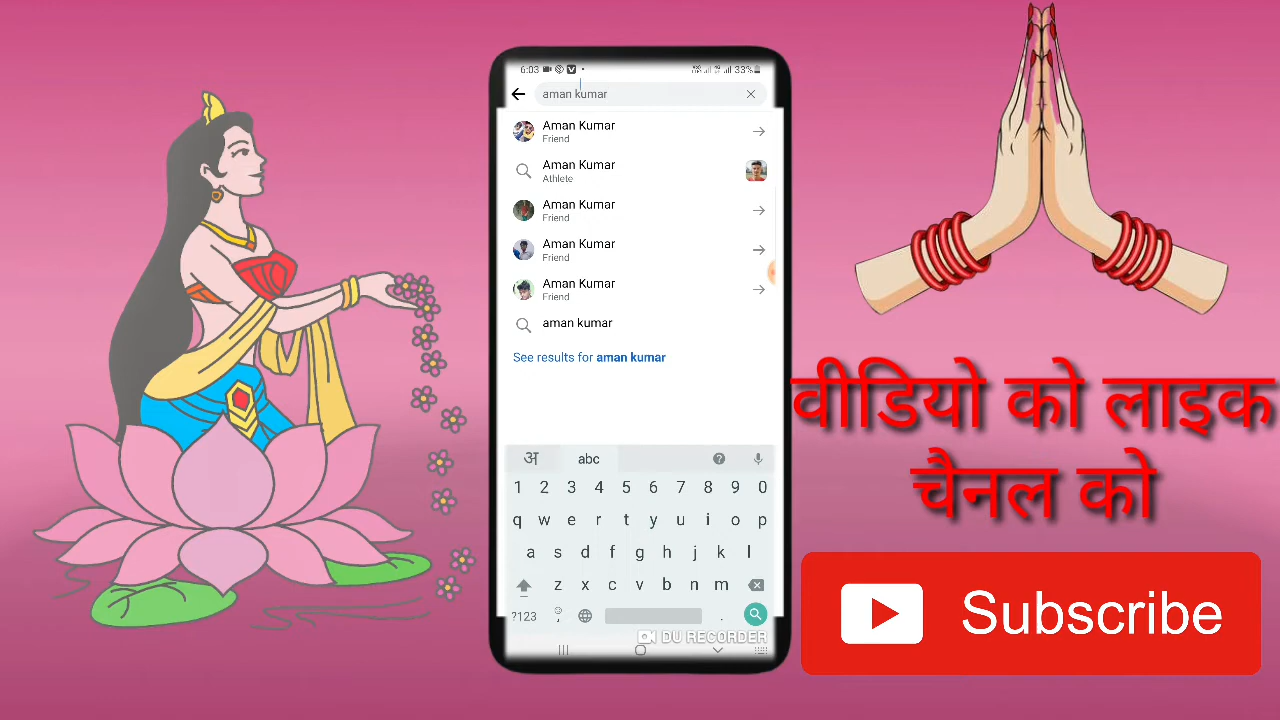 6:03
33%
aman kumar
Aman Kumar
Friend
Aman Kumar
Athlete
Aman Kumar
Friend
Aman Kumar
Friend
Aman Kumar
Friend
aman kumar
See results for aman kumar
अ abc
1 2 3 4 5 6 7 8 9 0
q w e r t y u i o p
a s d f g h j k l
z x c v b n m
?123 , .
DU RECORDER
वीडियो को लाइक
चैनल को
Subscribe